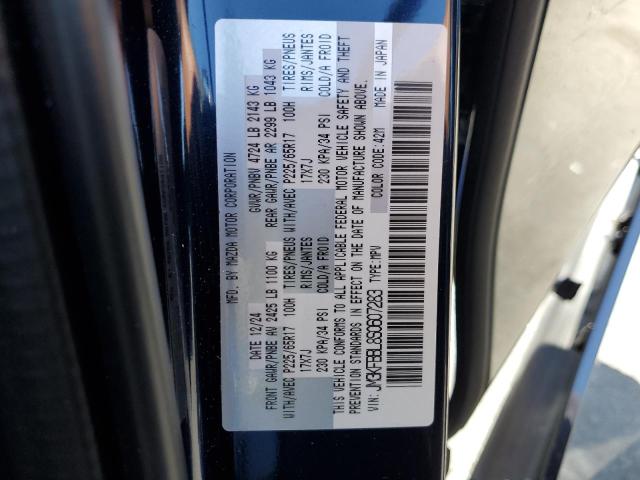 MFD. BY MAZDA MOTOR CORPORATION
DATE 12/24 GVWR/PNBV 4724 LB 2143 KG
FRONT GAWR/PNBE AV 2425 LB 1100 KG REAR GAWR/PNBE AR 2299 LB 1043 KG
WITH/AVEC P225/65R17 100H TIRES/PNEUS WITH/AVEC P225/65R17 100H TIRES/PNEUS
17X7J RIMS/JANTES 17X7J RIMS/JANTES
230 KPA/34 PSI COLD/A FROID 230 KPA/34 PSI COLD/A FROID
THIS VEHICLE CONFORMS TO ALL APPLICABLE FEDERAL MOTOR VEHICLE SAFETY AND THEFT
PREVENTION STANDARDS IN EFFECT ON THE DATE OF MANUFACTURE SHOWN ABOVE.
VIN: JM3KFBBL8S0607283 TYPE:MPV COLOR CODE:42M
MADE IN JAPAN